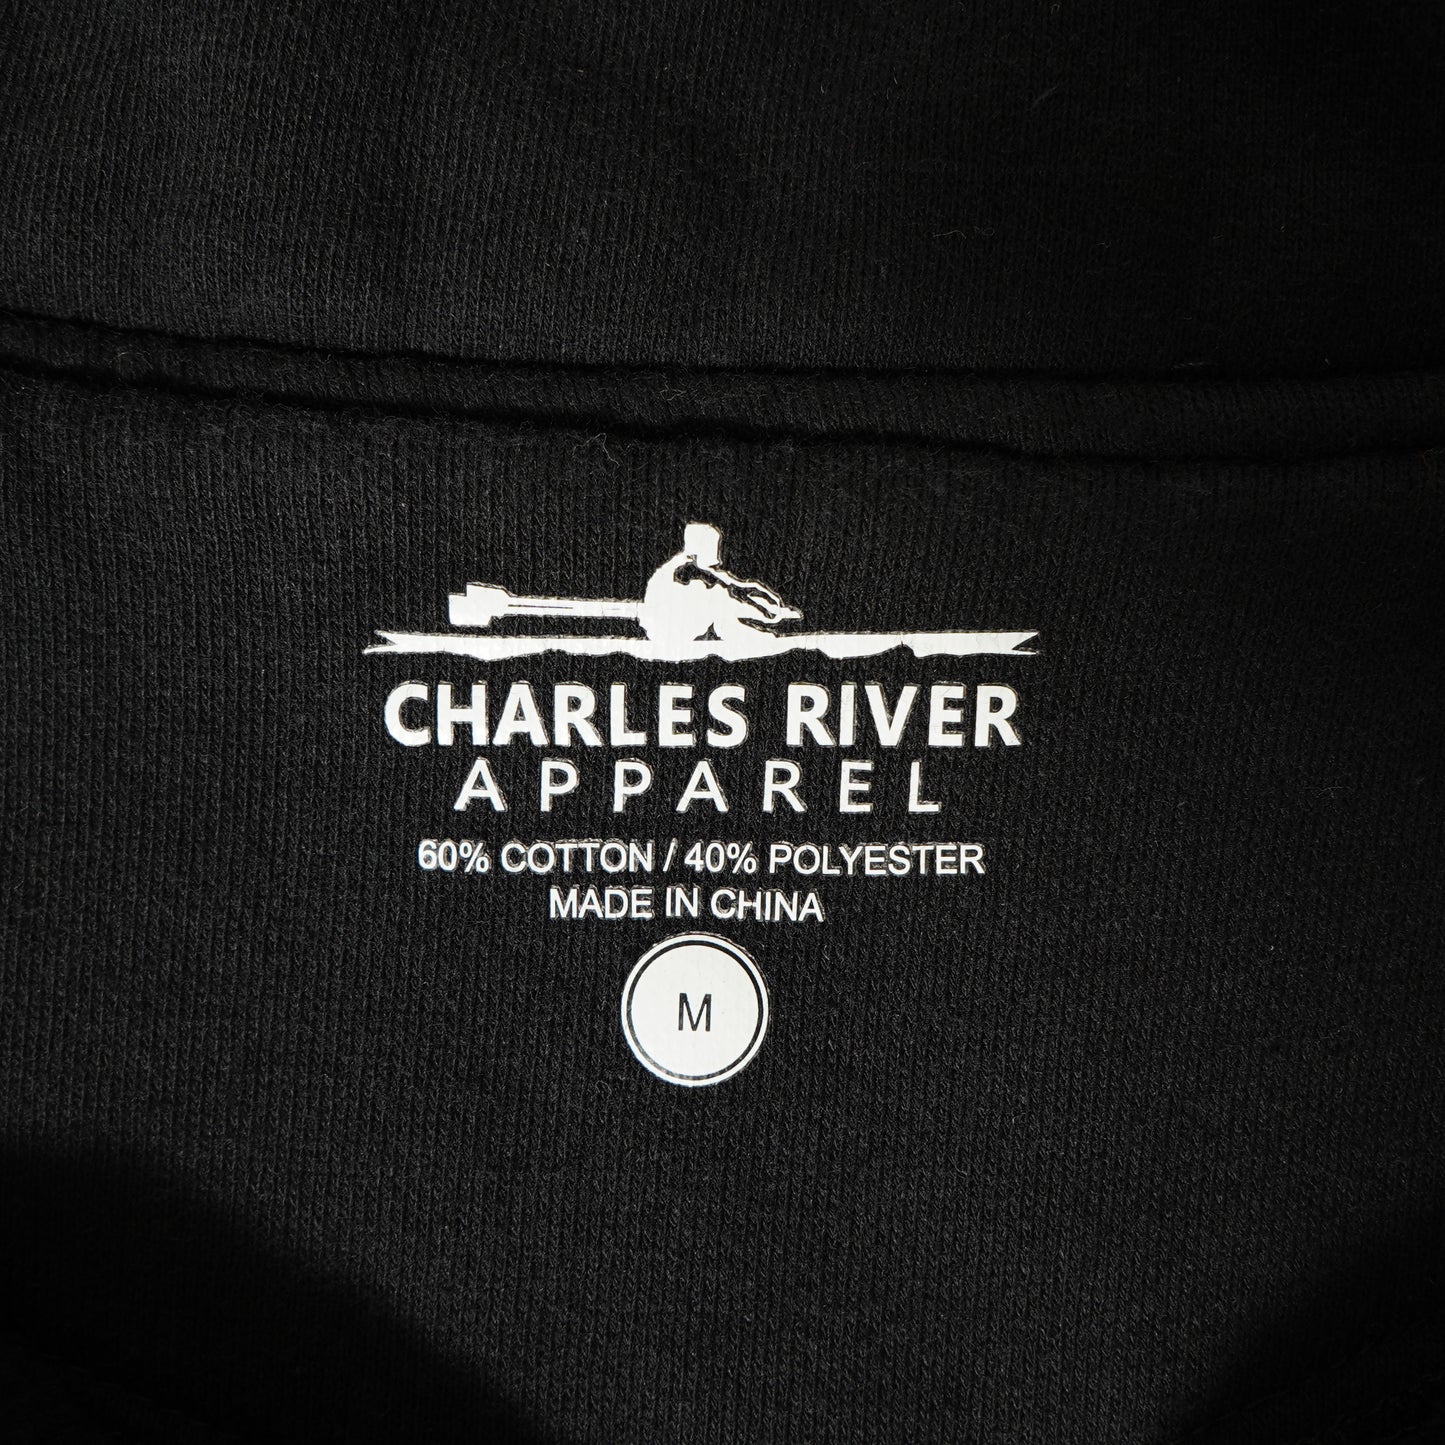 CHARLES RIVER
APPAREL
60% COTTON / 40% POLYESTER
MADE IN CHINA
M